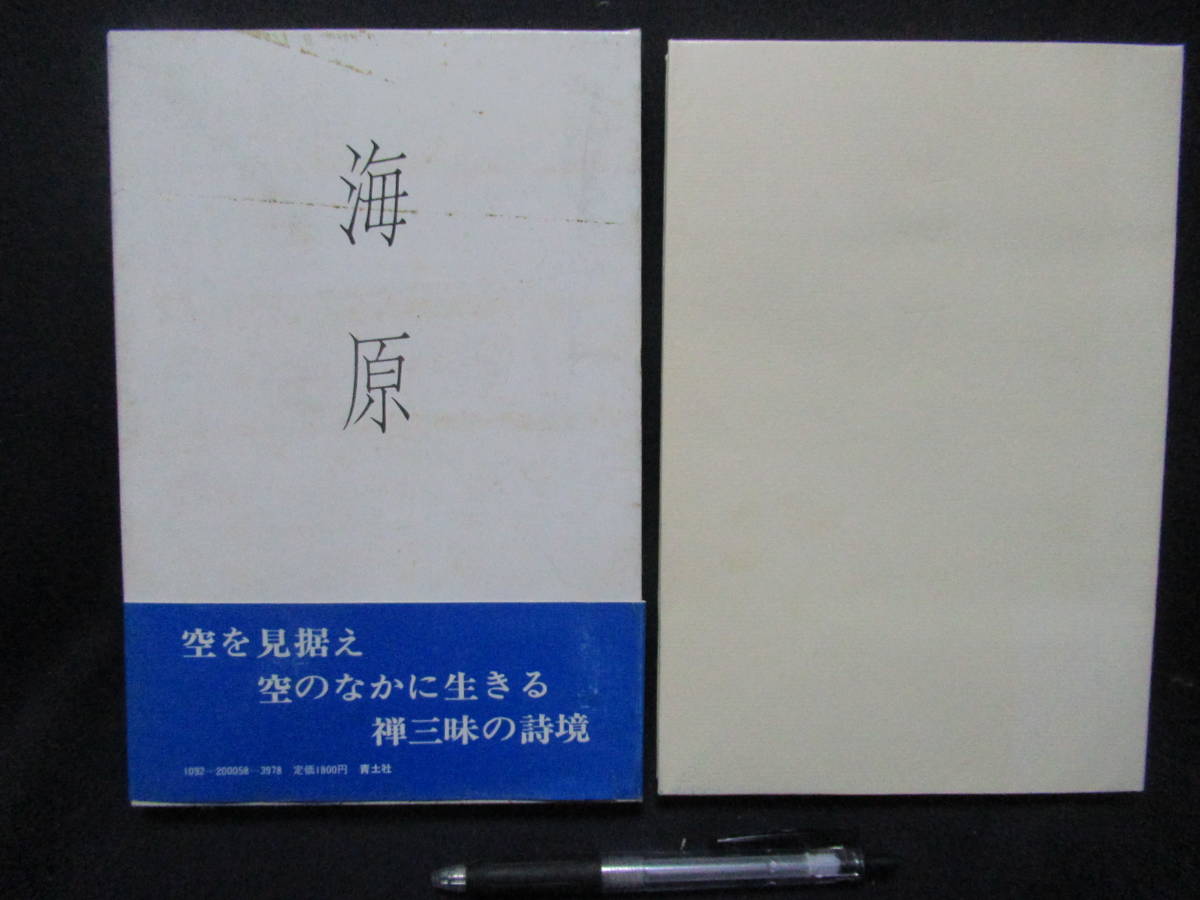 海原
空を見据え
空のなかに生きる
禅三昧の詩境
1092-200058-3978 定価1800円 青土社